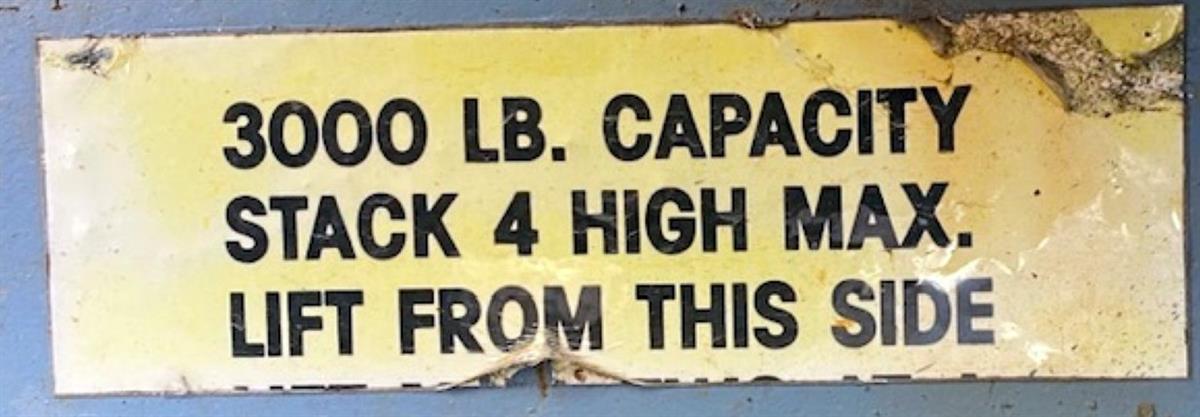 3000 LB. CAPACITY
STACK 4 HIGH MAX.
LIFT FROM THIS SIDE